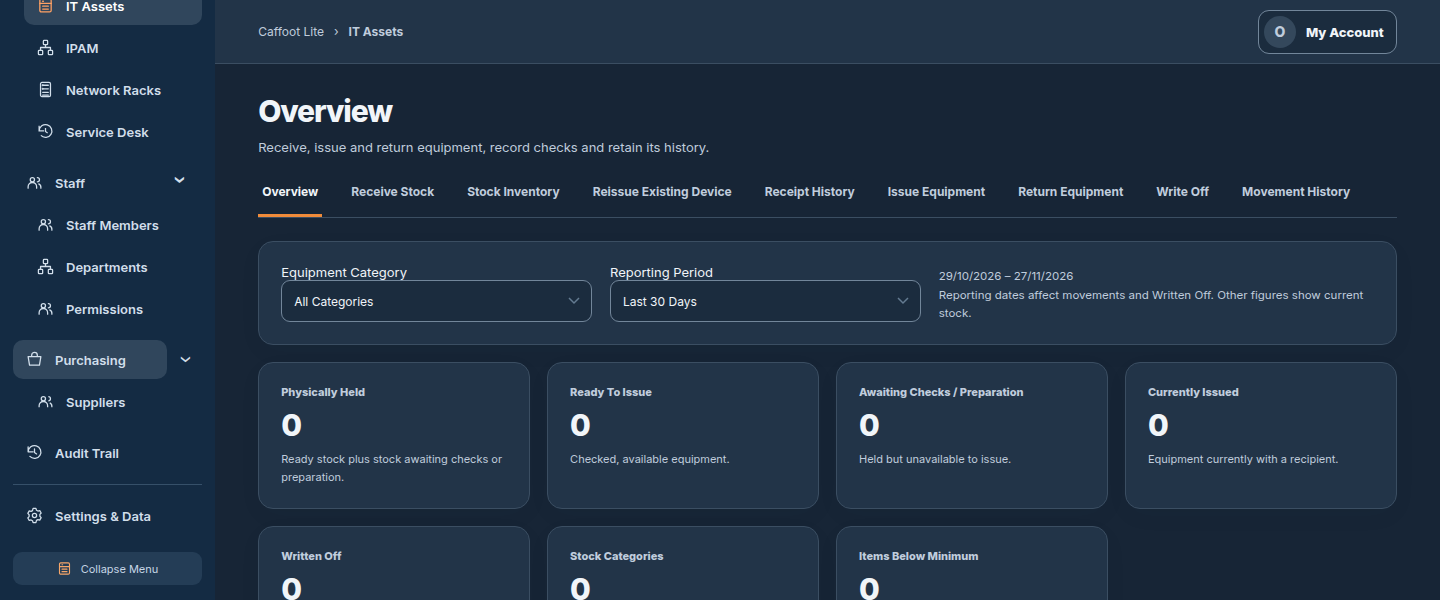 IT Assets
IPAM
Network Racks
Service Desk
Staff
Staff Members
Departments
Permissions
Purchasing
Suppliers
Audit Trail
Settings & Data
Collapse Menu
Caffoot Lite › IT Assets
O My Account
Overview
Receive, issue and return equipment, record checks and retain its history.
Overview Receive Stock Stock Inventory Reissue Existing Device Receipt History Issue Equipment Return Equipment Write Off Movement History
Equipment Category
All Categories
Reporting Period
Last 30 Days
29/10/2026 – 27/11/2026
Reporting dates affect movements and Written Off. Other figures show current
stock.
Physically Held
0
Ready stock plus stock awaiting checks or
preparation.
Ready To Issue
0
Checked, available equipment.
Awaiting Checks / Preparation
0
Held but unavailable to issue.
Currently Issued
0
Equipment currently with a recipient.
Written Off
0
Stock Categories
0
Items Below Minimum
0